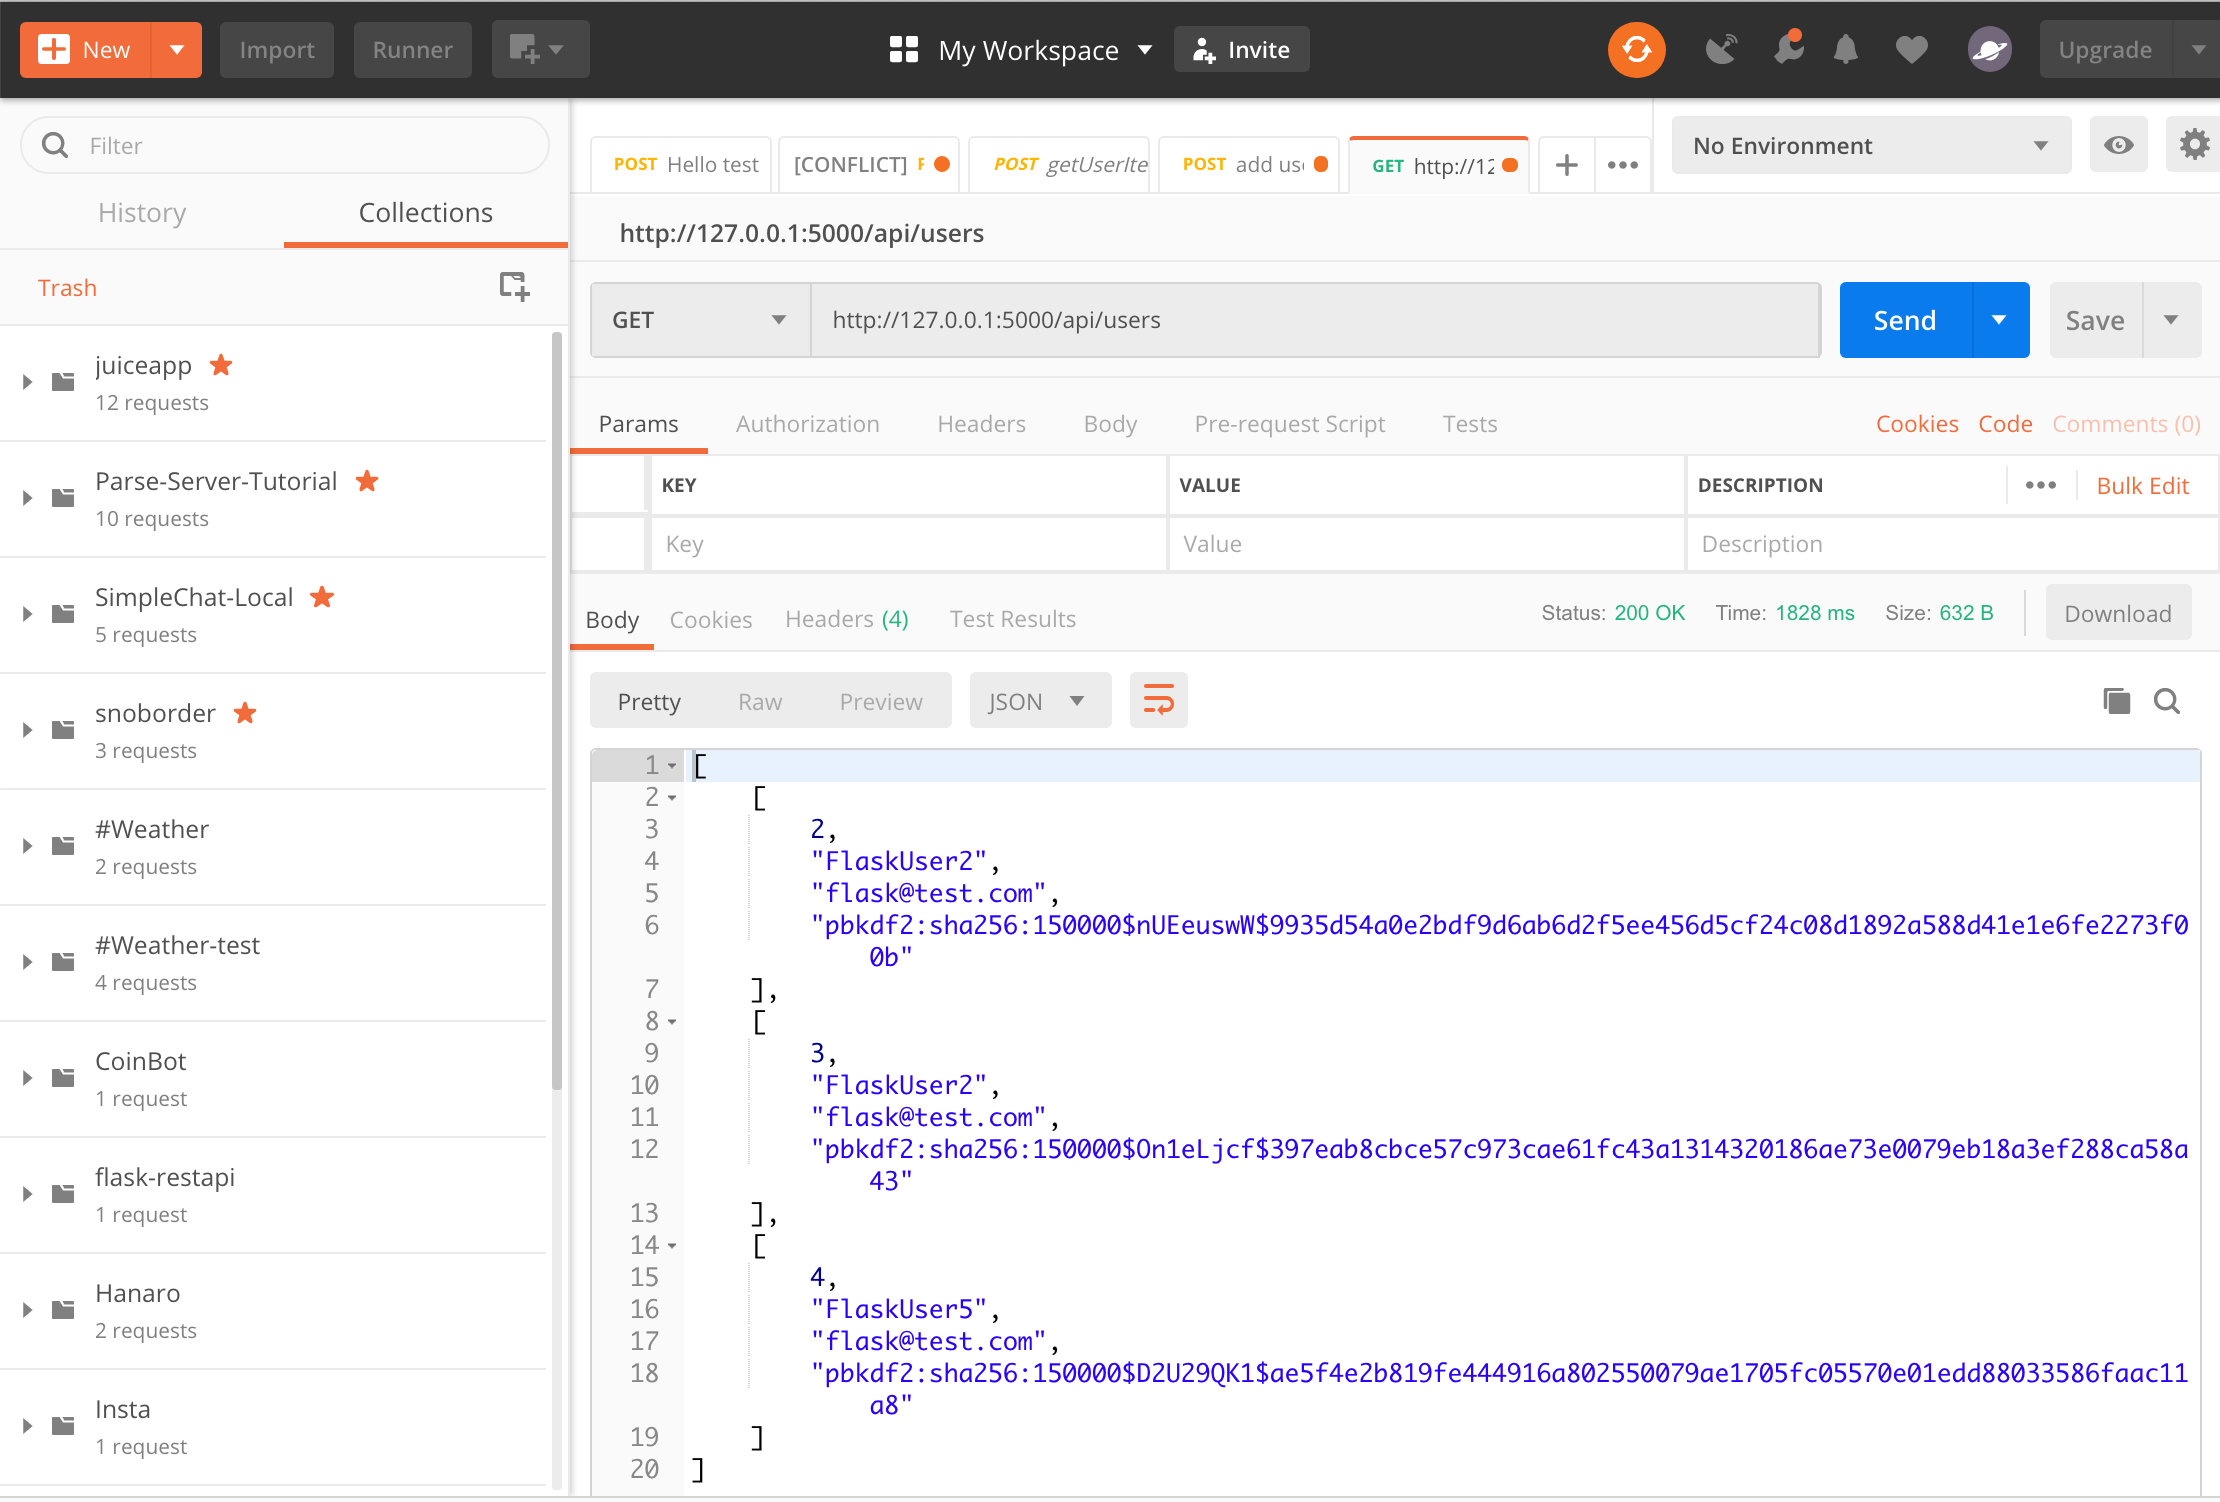 New
Import
Runner
My Workspace
Invite
Upgrade
Filter
History
Collections
Trash
juiceapp
12 requests
Parse-Server-Tutorial
10 requests
SimpleChat-Local
5 requests
snoborder
3 requests
#Weather
2 requests
#Weather-test
4 requests
CoinBot
1 request
flask-restapi
1 request
Hanaro
2 requests
Insta
1 request
POST Hello test
[CONFLICT] P
POST getUserIte
POST add use
GET http://12
No Environment
http://127.0.0.1:5000/api/users
GET
http://127.0.0.1:5000/api/users
Send
Save
Params
Authorization
Headers
Body
Pre-request Script
Tests
Cookies
Code
Comments (0)
KEY
VALUE
DESCRIPTION
Bulk Edit
Key
Value
Description
Body
Cookies
Headers (4)
Test Results
Status: 200 OK
Time: 1828 ms
Size: 632 B
Download
Pretty
Raw
Preview
JSON
1 [
2 [
3 2,
4 "FlaskUser2",
5 "flask@test.com",
6 "pbkdf2:sha256:150000$nUEeuswW$9935d54a0e2bdf9d6ab6d2f5ee456d5cf24c08d1892a588d41e1e6fe2273f0
0b"
7 ],
8 [
9 3,
10 "FlaskUser2",
11 "flask@test.com",
12 "pbkdf2:sha256:150000$On1eLjcf$397eab8cbce57c973cae61fc43a1314320186ae73e0079eb18a3ef288ca58a
43"
13 ],
14 [
15 4,
16 "FlaskUser5",
17 "flask@test.com",
18 "pbkdf2:sha256:150000$D2U29QK1$ae5f4e2b819fe444916a802550079ae1705fc05570e01edd88033586faac11
a8"
19 ]
20 ]